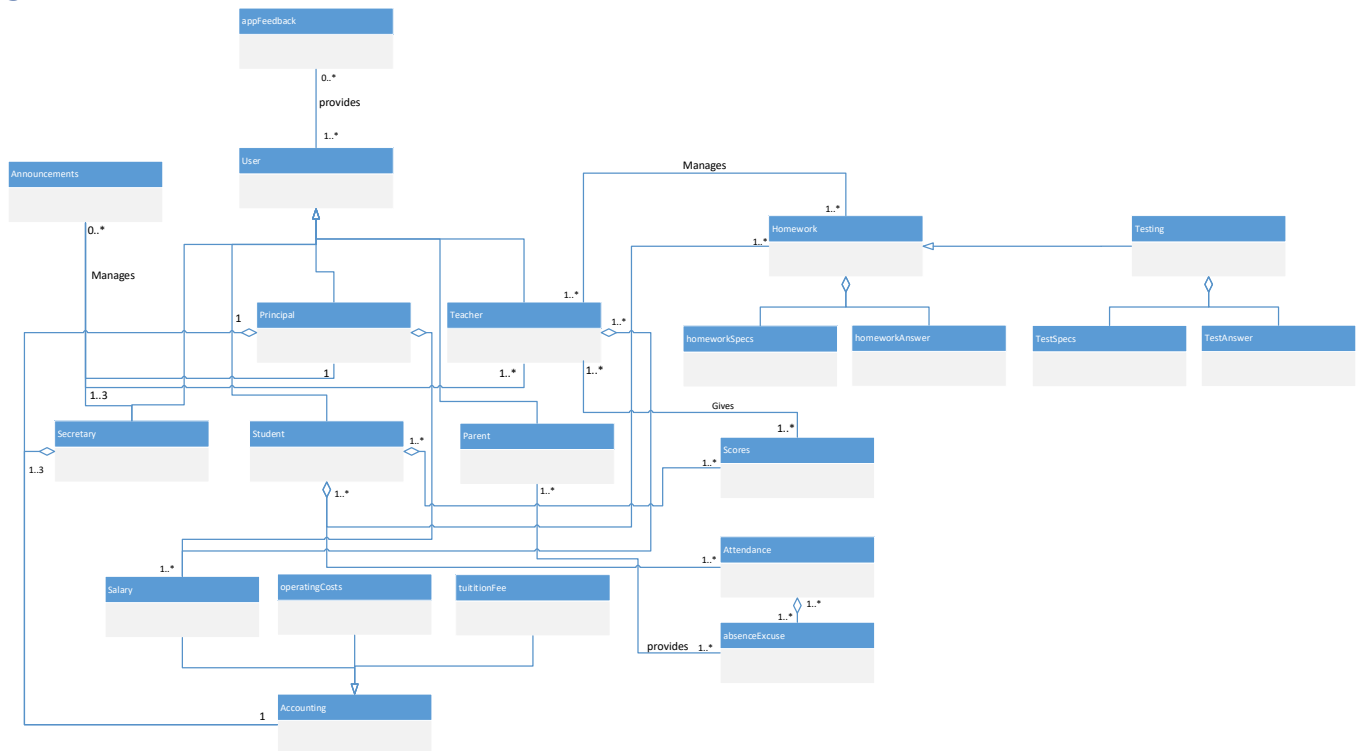 appFeedback
0..*
provides
1..*
User
Announcements
0..*
Manages
Manages
1..*
Homework
1..*
Testing
homeworkSpecs
homeworkAnswer
TestSpecs
TestAnswer
1
Principal
1
1..*
Teacher
1..*
1..*
1..*
1..3
Secretary
1..3
Student
1..*
1..*
Parent
1..*
Gives
1..*
Scores
1..*
Attendance
1..*
1..*
1..*
absenceExcuse
provides
1..*
1..*
Salary
operatingCosts
tuititionFee
Accounting
1